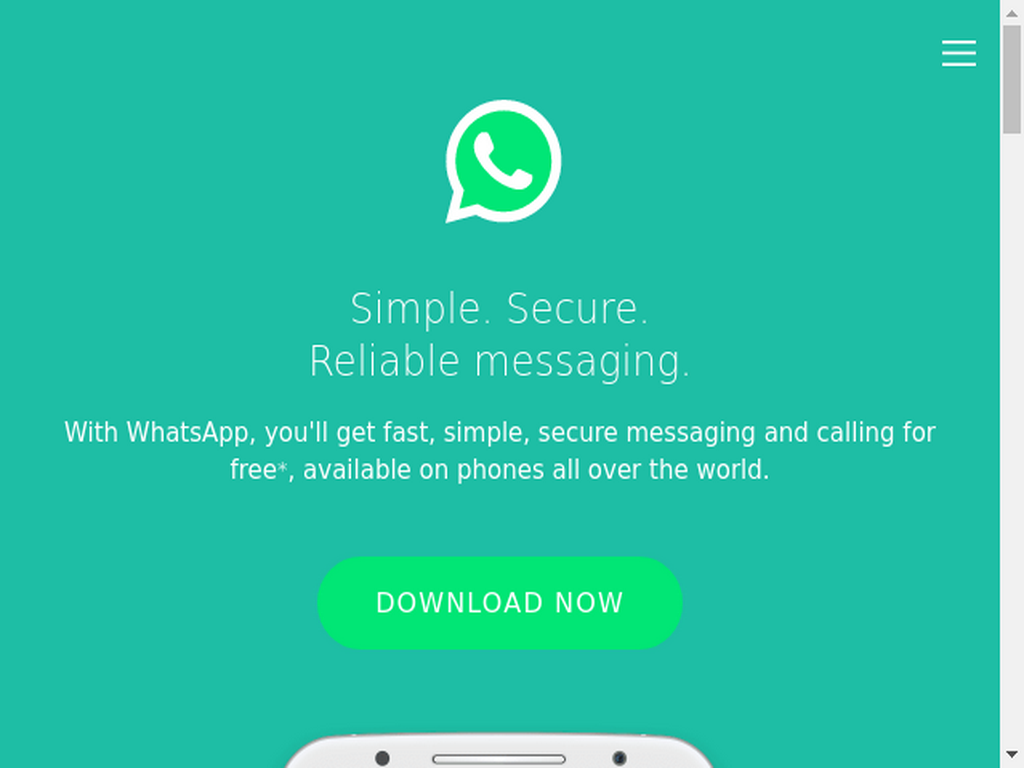 Simple. Secure.
Reliable messaging.
With WhatsApp, you'll get fast, simple, secure messaging and calling for
free*, available on phones all over the world.
DOWNLOAD NOW